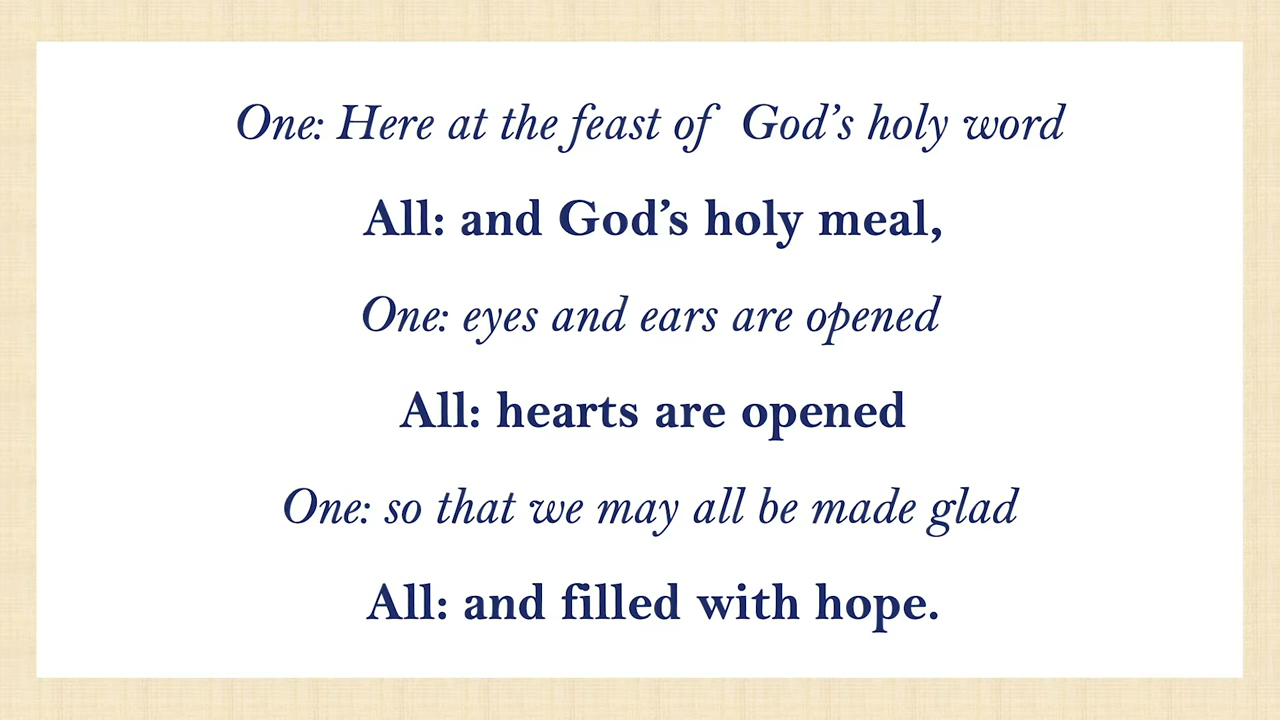 One: Here at the feast of God’s holy word
All: and God’s holy meal,
One: eyes and ears are opened
All: hearts are opened
One: so that we may all be made glad
All: and filled with hope.